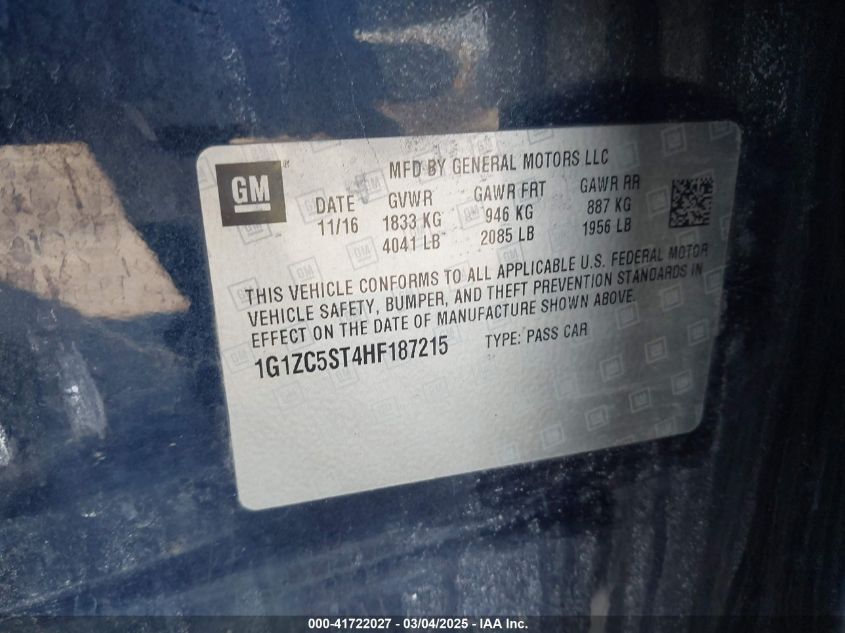 GM
MFD BY GENERAL MOTORS LLC
DATE GVWR GAWR FRT GAWR RR
11/16 1833 KG 946 KG 887 KG
4041 LB 2085 LB 1956 LB
THIS VEHICLE CONFORMS TO ALL APPLICABLE U.S. FEDERAL MOTOR
VEHICLE SAFETY, BUMPER, AND THEFT PREVENTION STANDARDS IN
EFFECT ON THE DATE OF MANUFACTURE SHOWN ABOVE.
1G1ZC5ST4HF187215 TYPE: PASS CAR
000-41722027 - 03/04/2025 - IAA Inc.